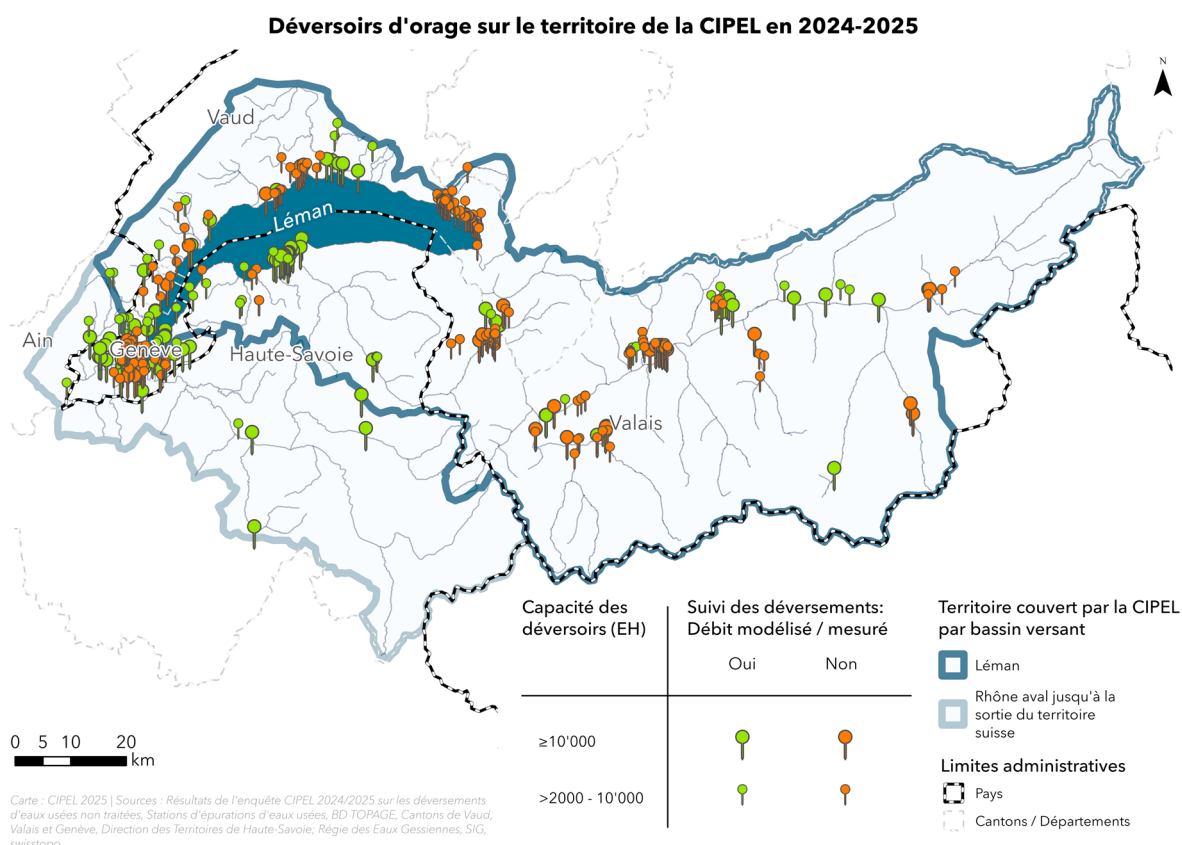 Déversoirs d'orage sur le territoire de la CIPEL en 2024-2025
N
Vaud
Léman
Ain
Genève
Haute-Savoie
Valais
Capacité des
déversoirs (EH)
Suivi des déversements:
Débit modélisé / mesuré
Oui
Non
≥10'000
>2000 - 10'000
Territoire couvert par la CIPEL
par bassin versant
Léman
Rhône aval jusqu'à la
sortie du territoire
suisse
Limites administratives
Pays
Cantons / Départements
0 5 10 20
km
Carte : CIPEL 2025 | Sources : Résultats de l'enquête CIPEL 2024/2025 sur les déversements
d'eaux usées non traitées, Stations d'épurations d'eaux usées, BD TOPAGE, Cantons de Vaud,
Valais et Genève, Direction des Territoires de Haute-Savoie; Régie des Eaux Gessiennes, SIG,
swisstopo